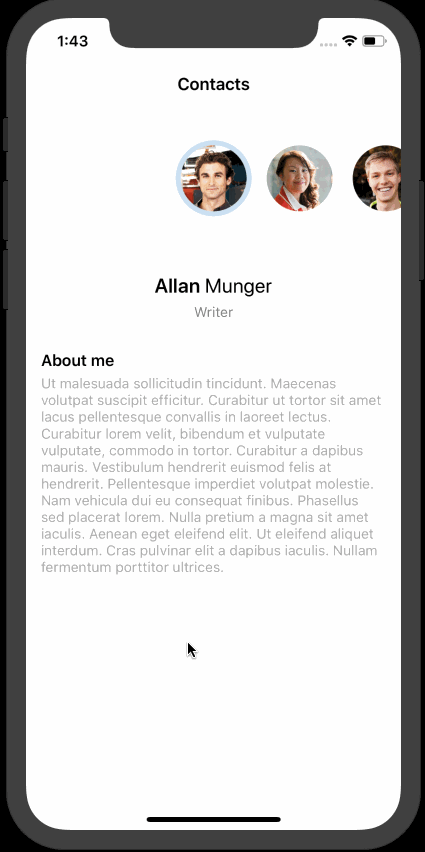 1:43
Contacts
Allan Munger
Writer
About me
Ut malesuada sollicitudin tincidunt. Maecenas
volutpat suscipit efficitur. Curabitur ut tortor sit amet
lacus pellentesque convallis in laoreet lectus.
Curabitur lorem velit, bibendum et vulputate
vulputate, commodo in tortor. Curabitur a dapibus
mauris. Vestibulum hendrerit euismod felis at
hendrerit. Pellentesque imperdiet volutpat molestie.
Nam vehicula dui eu consequat finibus. Phasellus
sed placerat lorem. Nulla pretium a magna sit amet
iaculis. Aenean eget eleifend elit. Ut eleifend aliquet
interdum. Cras pulvinar elit a dapibus iaculis. Nullam
fermentum porttitor ultrices.